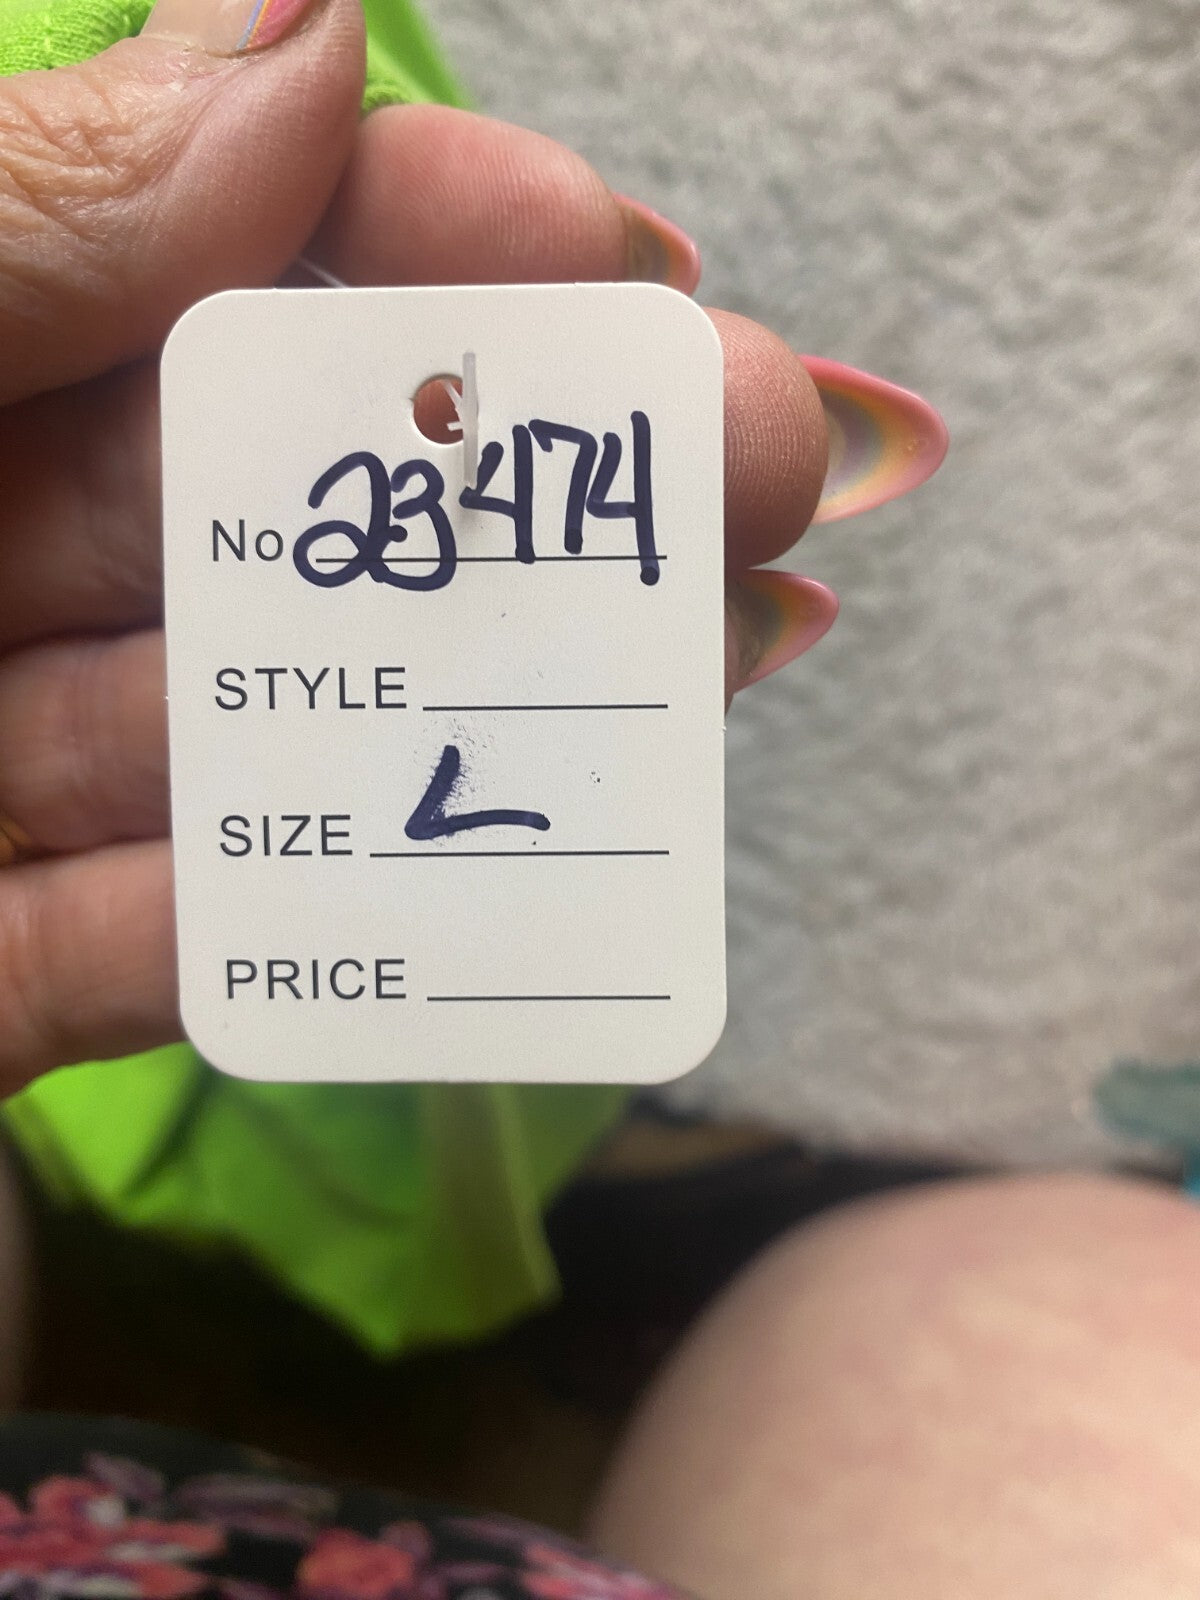 No 23474
STYLE
SIZE L
PRICE